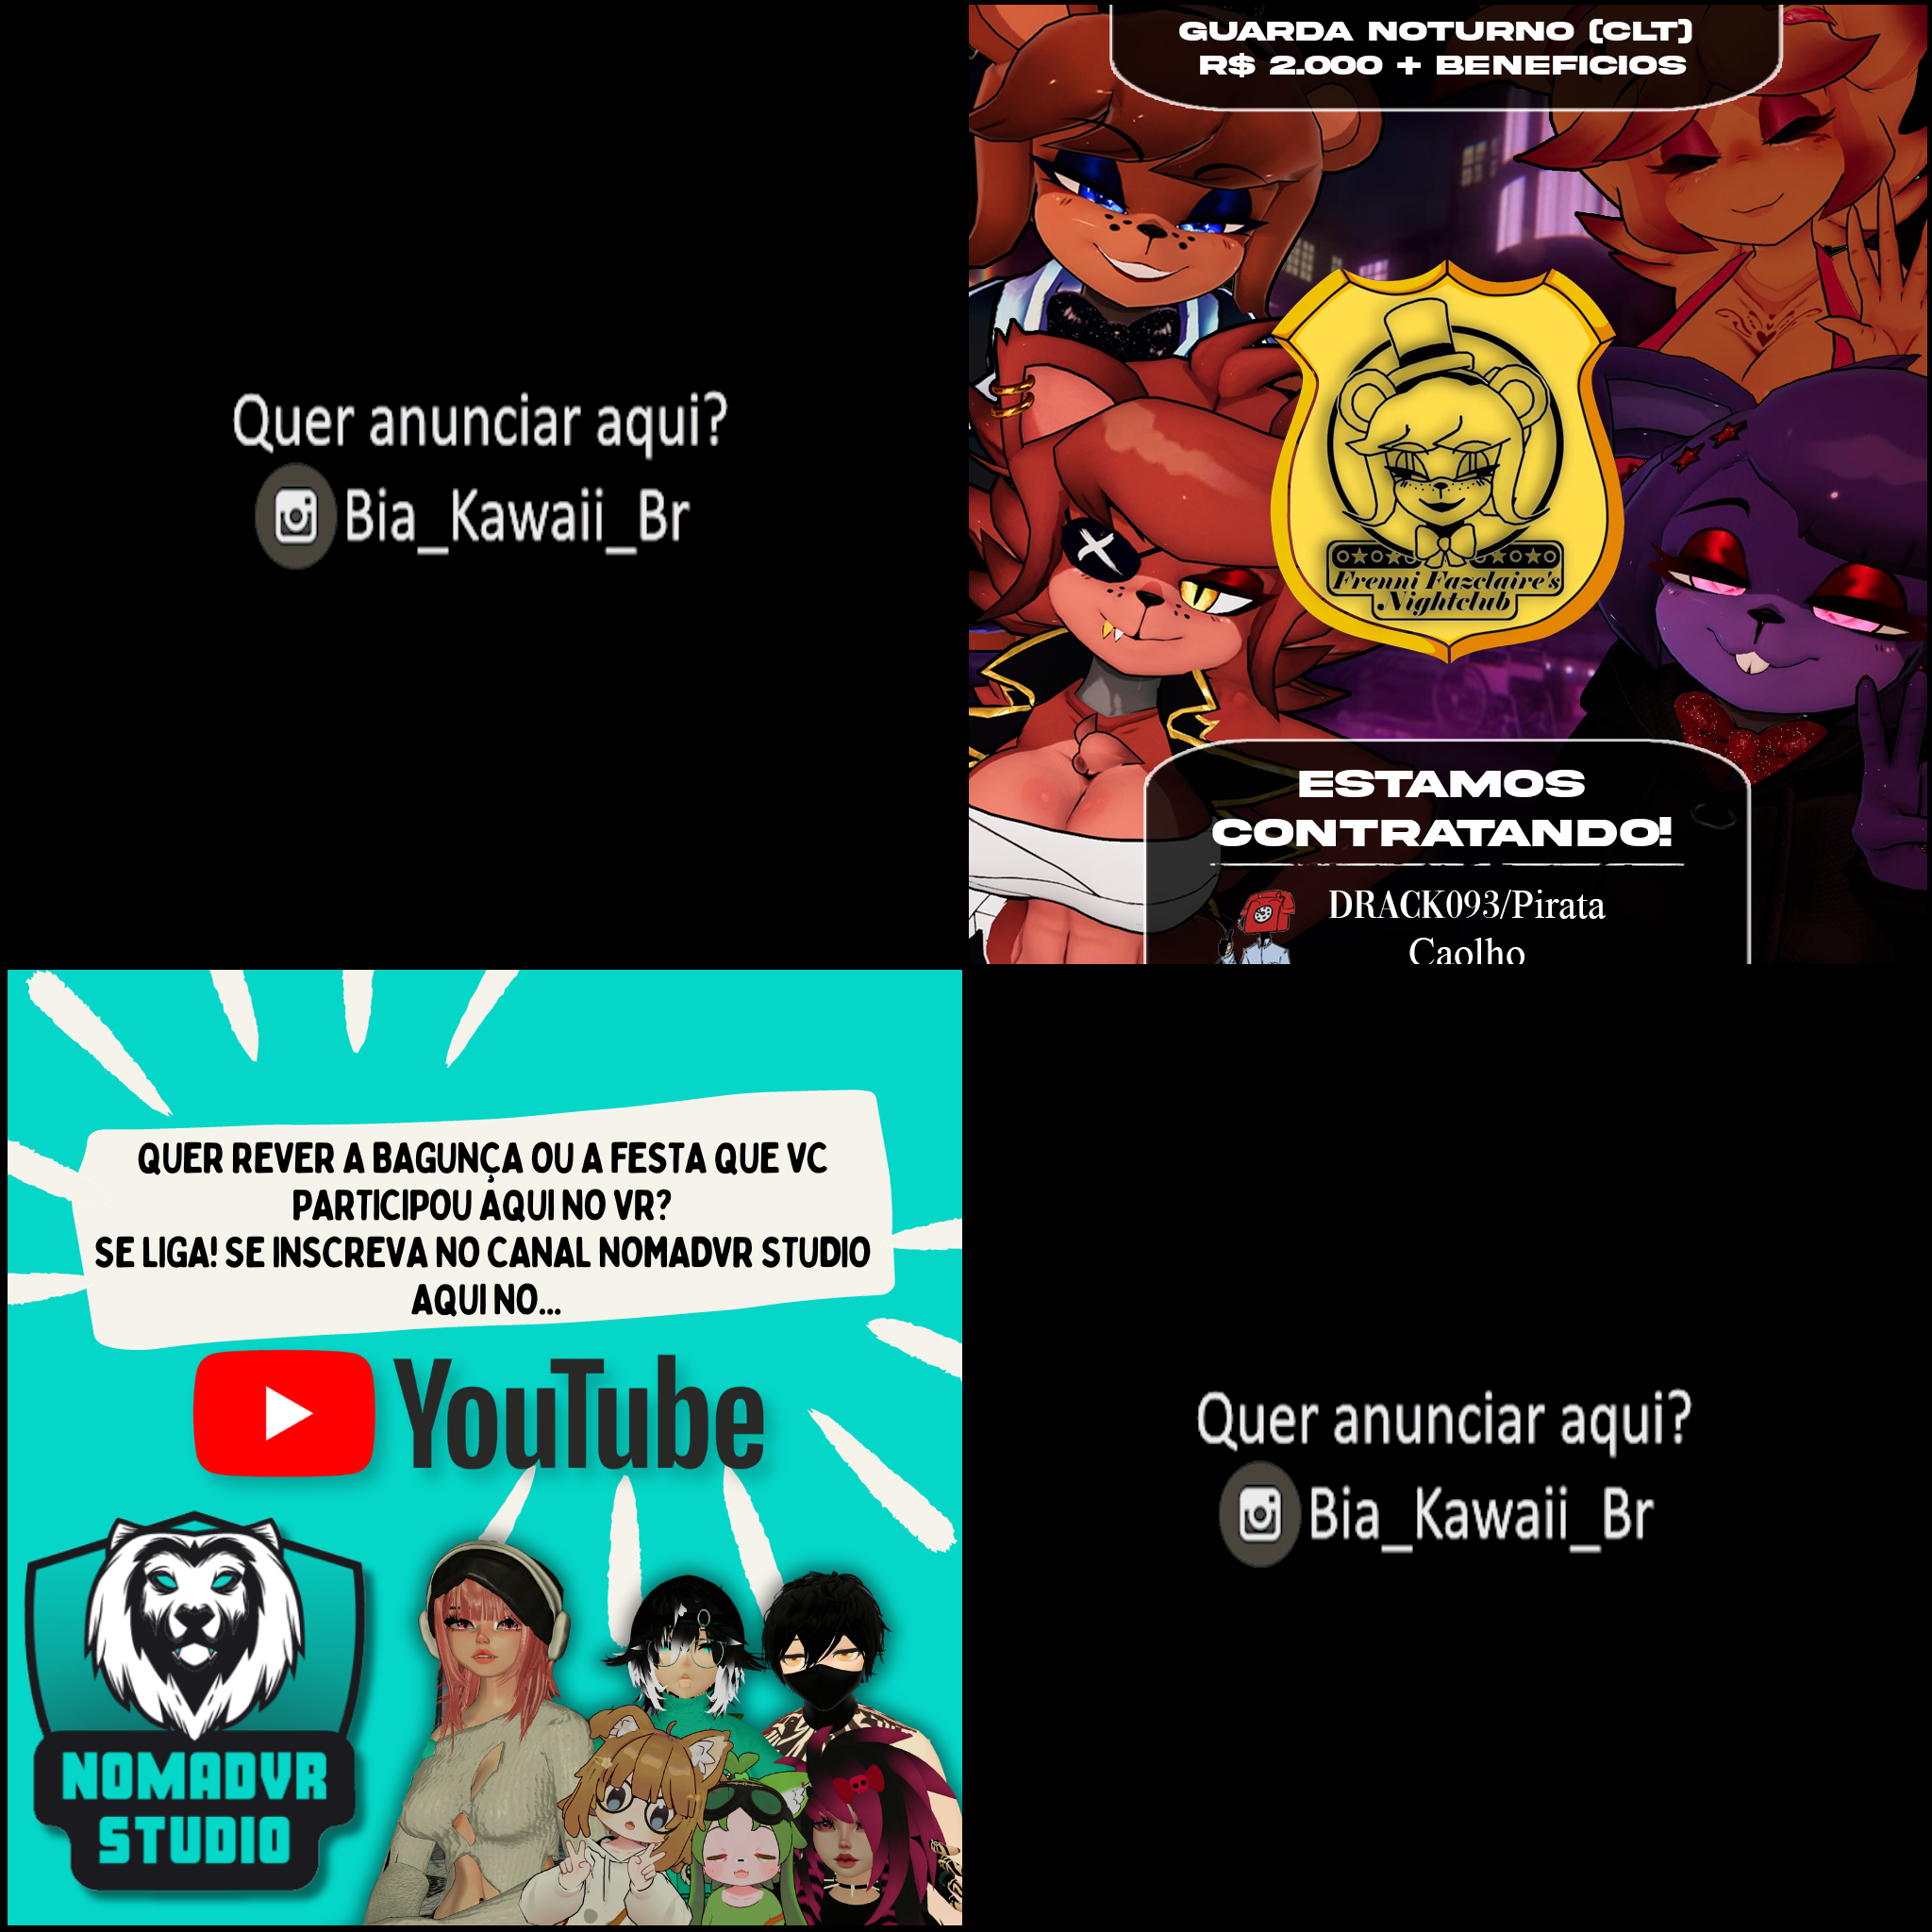 Quer anunciar aqui?
Bia_Kawaii_Br
GUARDA NOTURNO (CLT)
R$ 2.000 + BENEFICIOS
Frenni Fazclaire's
Nightclub
ESTAMOS
CONTRATANDO!
DRACK093/Pirata
Caolho
QUER REVER A BAGUNÇA OU A FESTA QUE VC
PARTICIPOU AQUI NO VR?
SE LIGA! SE INSCREVA NO CANAL NOMADVR STUDIO
AQUI NO...
YouTube
NOMADVR
STUDIO
Quer anunciar aqui?
Bia_Kawaii_Br